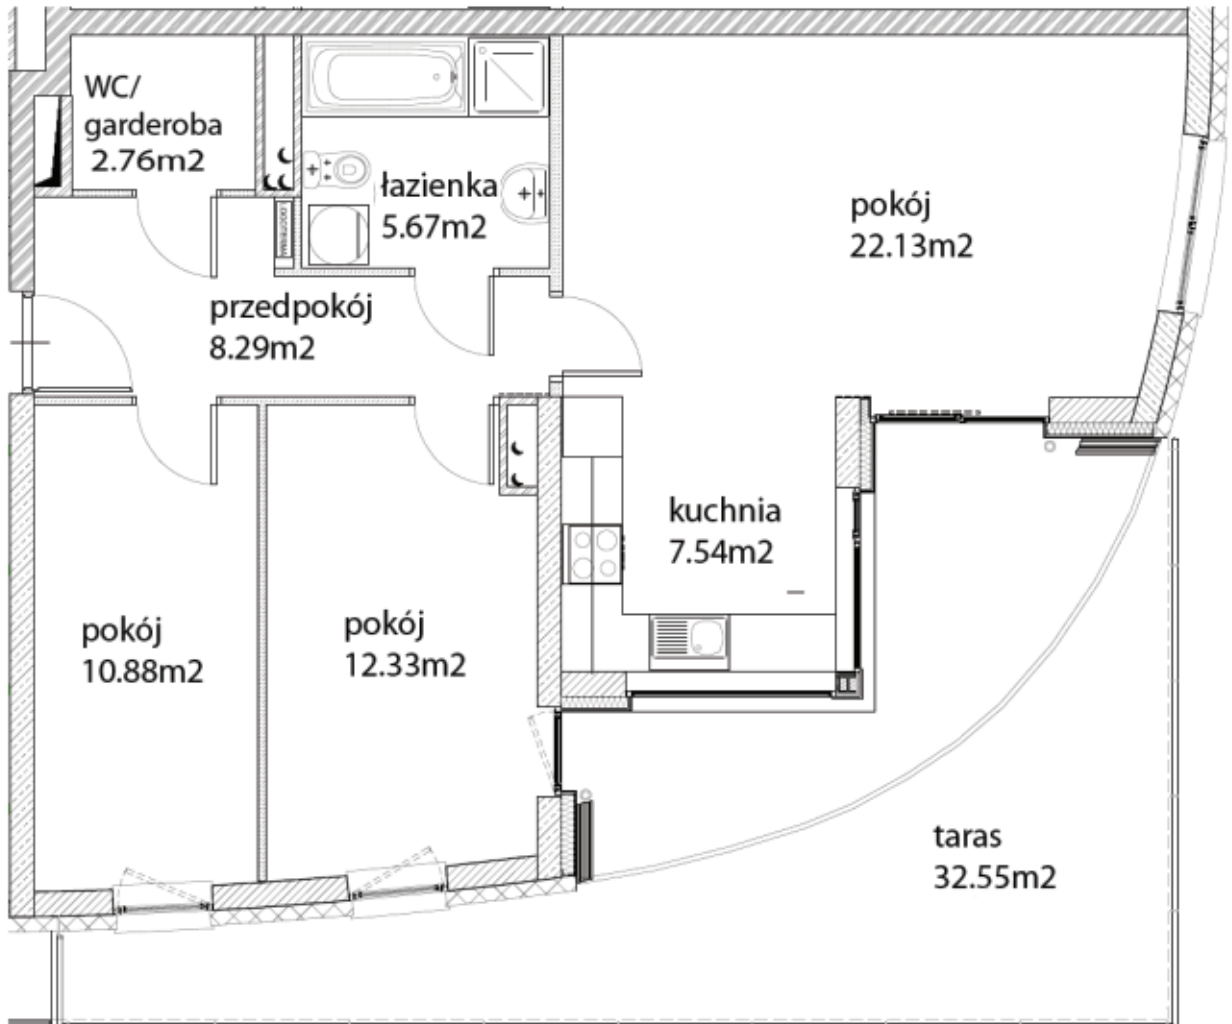 WC/
garderoba
2.76m2
łazienka
5.67m2
pokój
22.13m2
przedpokój
8.29m2
kuchnia
7.54m2
pokój
10.88m2
pokój
12.33m2
taras
32.55m2